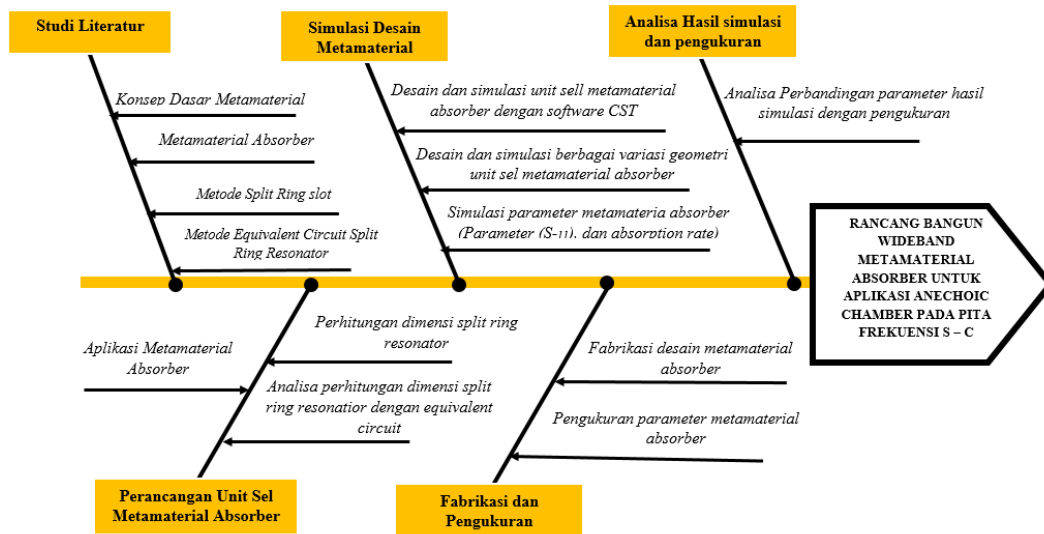 Studi Literatur
Simulasi Desain
Metamaterial
Analisa Hasil simulasi
dan pengukuran
Konsep Dasar Metamaterial
Metamaterial Absorber
Metode Split Ring slot
Metode Equivalent Circuit Split
Ring Resonator
Desain dan simulasi unit sell metamaterial
absorber dengan software CST
Desain dan simulasi berbagai variasi geometri
unit sel metamaterial absorber
Simulasi parameter metamateria absorber
(Parameter (S-11), dan absorption rate)
Analisa Perbandingan parameter hasil
simulasi dengan pengukuran
RANCANG BANGUN
WIDEBAND
METAMATERIAL
ABSORBER UNTUK
APLIKASI ANECHOIC
CHAMBER PADA PITA
FREKUENSI S – C
Aplikasi Metamaterial
Absorber
Perhitungan dimensi split ring
resonator
Analisa perhitungan dimensi split
ring resonatior dengan equivalent
circuit
Fabrikasi desain metamaterial
absorber
Pengukuran parameter metamaterial
absorber
Perancangan Unit Sel
Metamaterial Absorber
Fabrikasi dan
Pengukuran